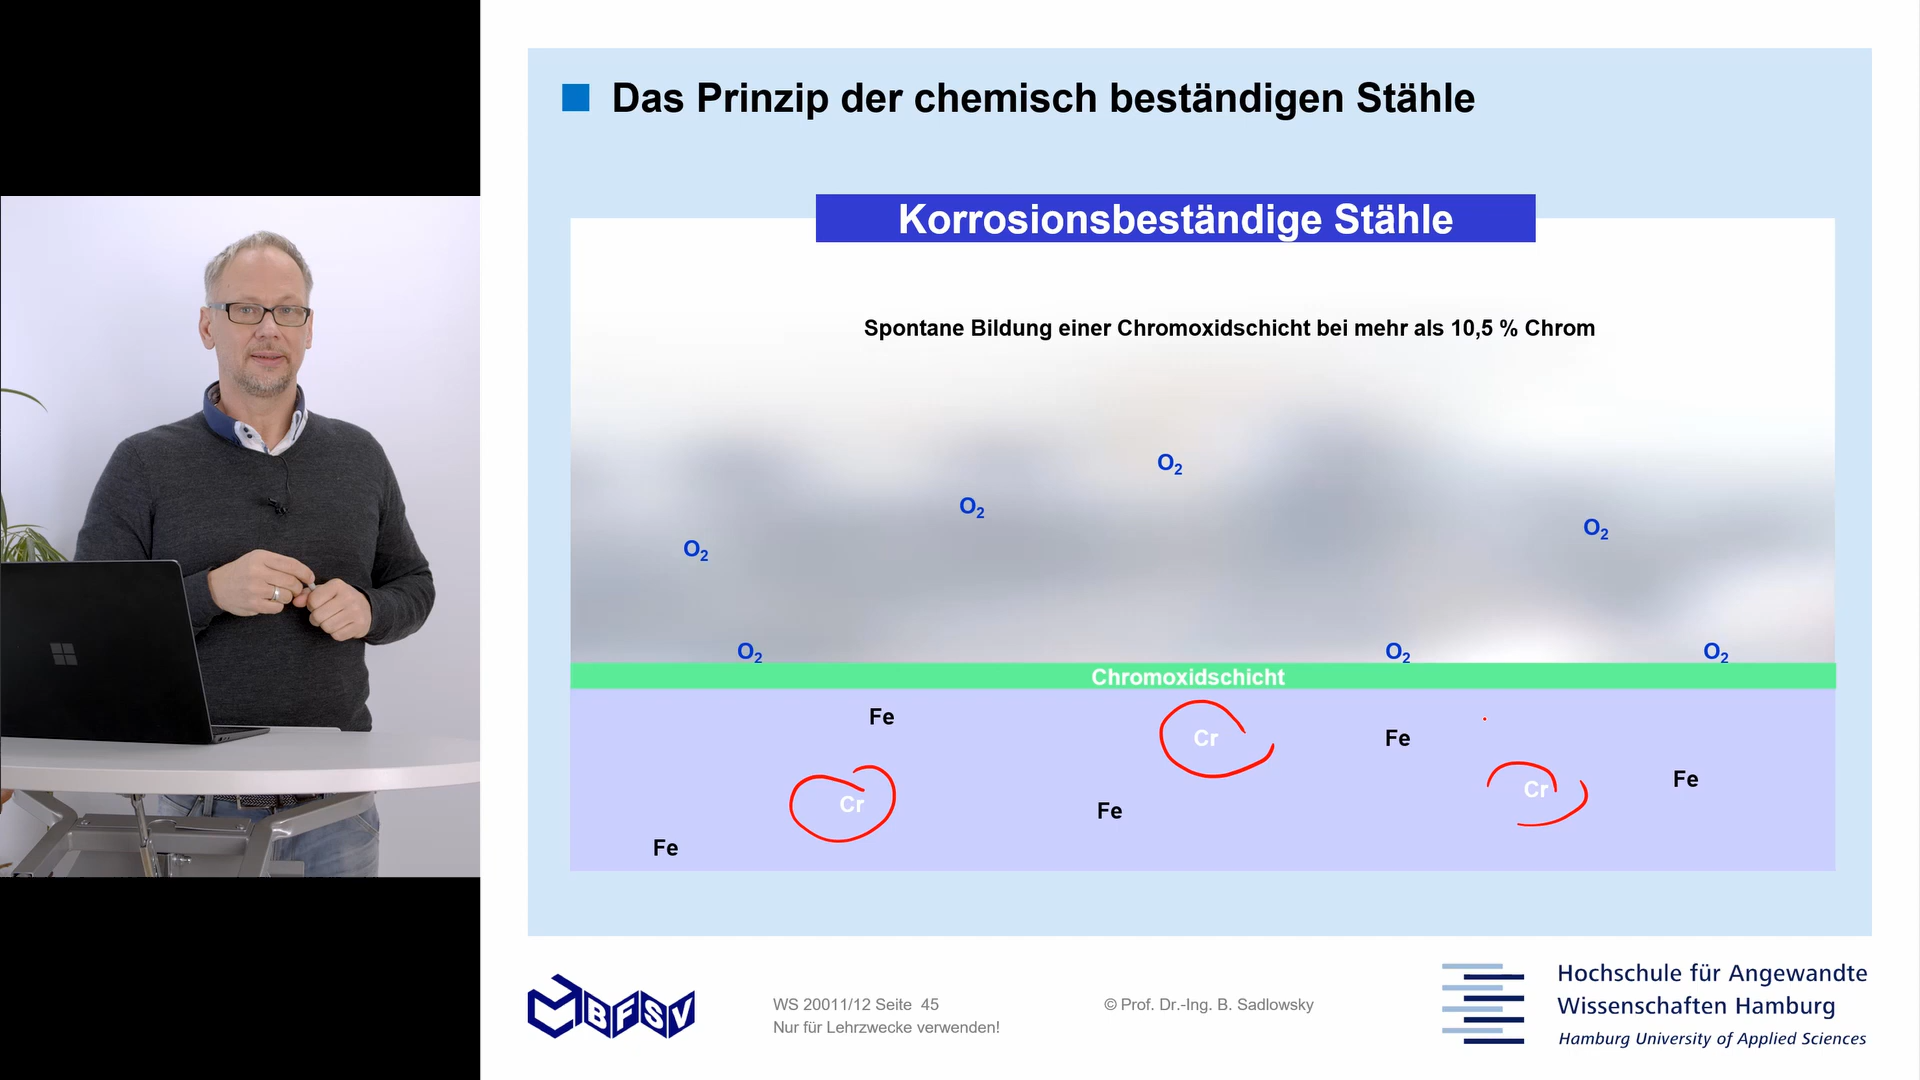 Das Prinzip der chemisch beständigen Stähle
Korrosionsbeständige Stähle
Spontane Bildung einer Chromoxidschicht bei mehr als 10,5 % Chrom
O₂
O₂
O₂
O₂
O₂
O₂
O₂
Chromoxidschicht
Fe
Cr
Fe
Cr
Fe
Cr
Fe
Fe
BFSV
WS 20011/12 Seite 45
Nur für Lehrzwecke verwenden!
© Prof. Dr.-Ing. B. Sadlowsky
Hochschule für Angewandte
Wissenschaften Hamburg
Hamburg University of Applied Sciences